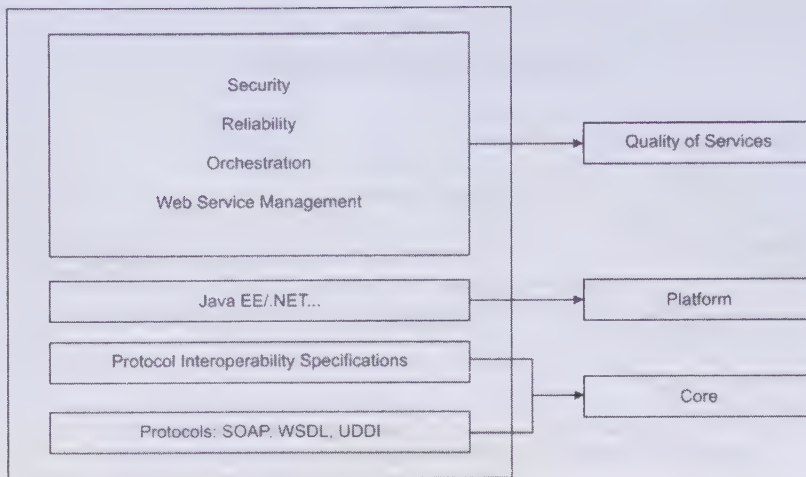 Security
Reliability
Orchestration
Web Service Management
Quality of Services
Java EE/.NET...
Platform
Protocol Interoperability Specifications
Core
Protocols: SOAP, WSDL, UDDI